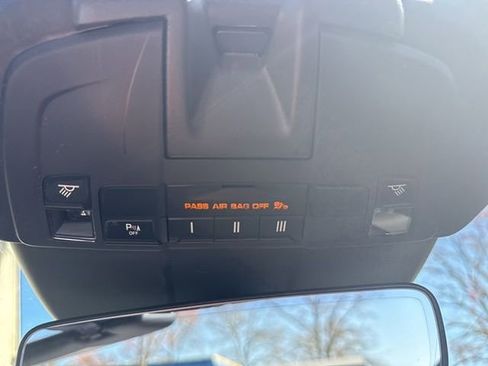 PASS AIR BAG OFF
P
OFF
I
II
III